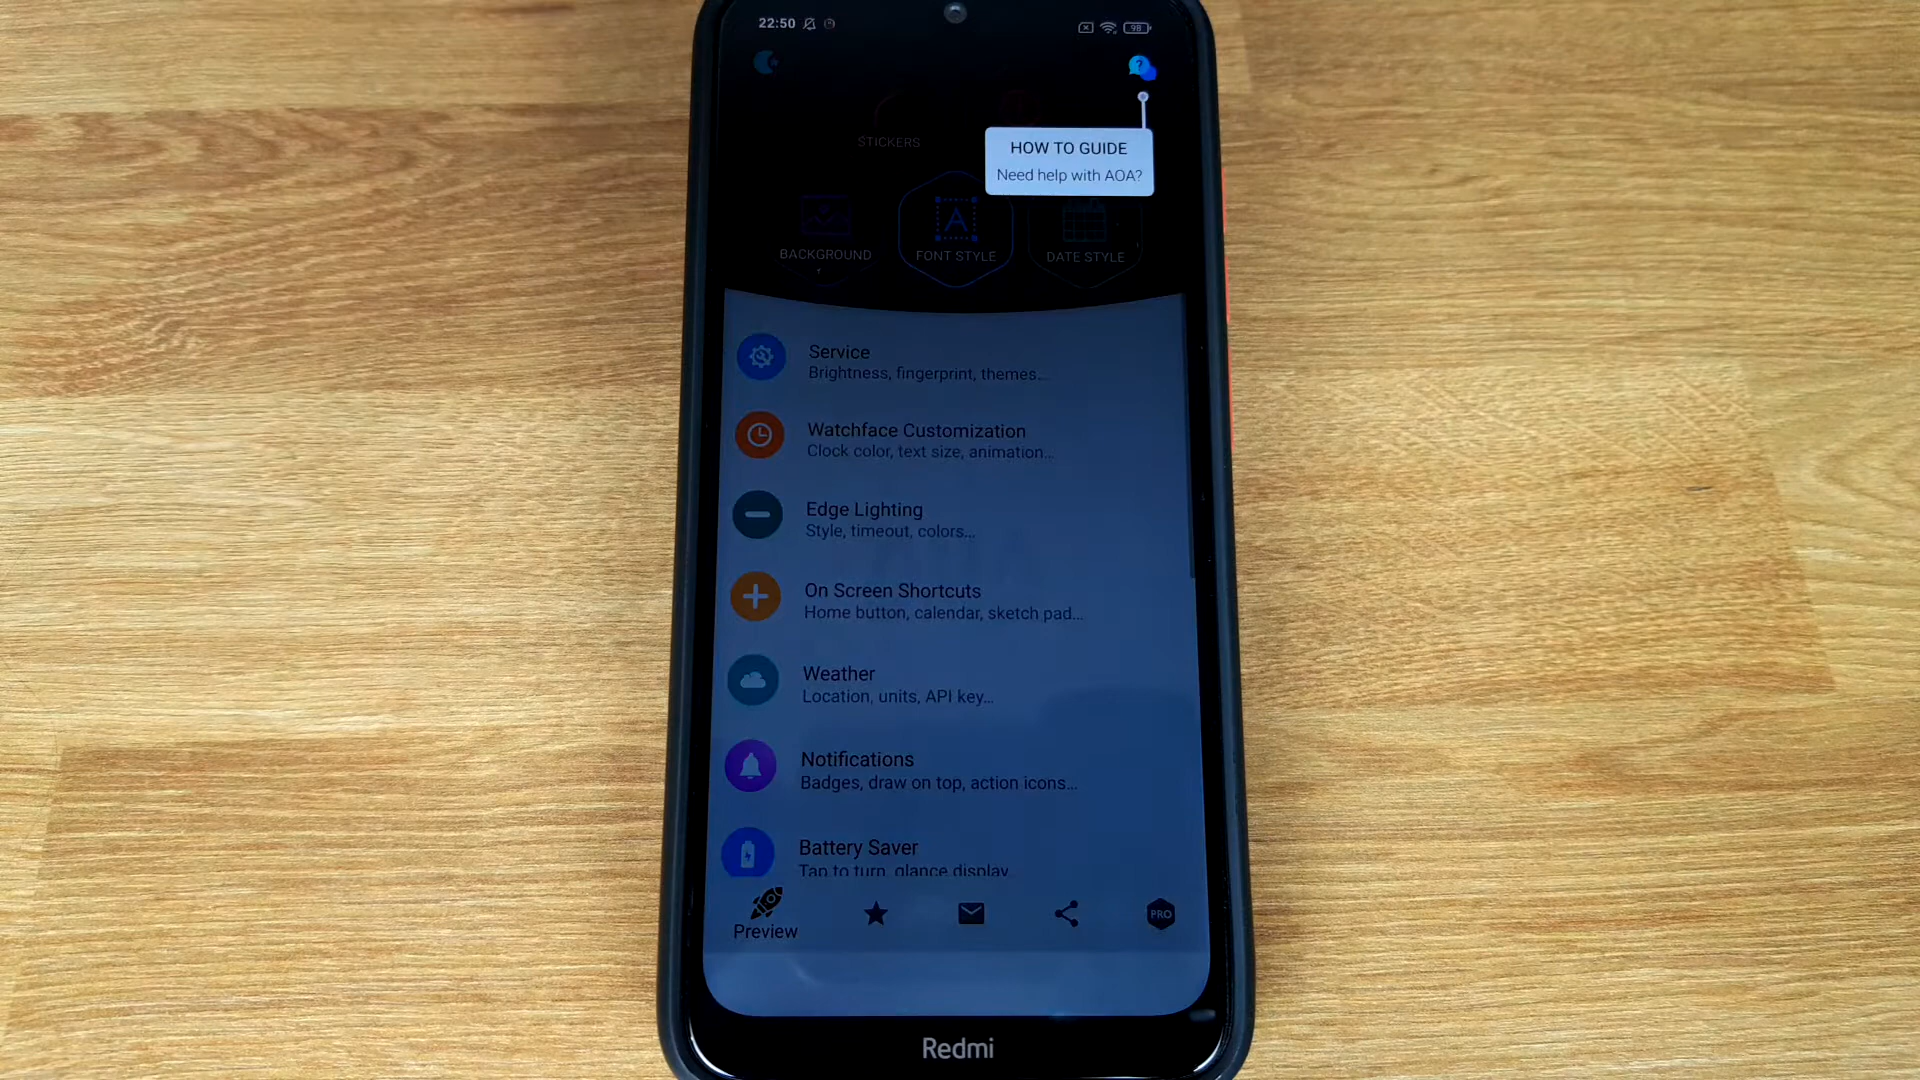 22:50
98
STICKERS
HOW TO GUIDE
Need help with AOA?
BACKGROUND
FONT STYLE
DATE STYLE
Service
Brightness, fingerprint, themes...
Watchface Customization
Clock color, text size, animation...
Edge Lighting
Style, timeout, colors...
On Screen Shortcuts
Home button, calendar, sketch pad...
Weather
Location, units, API key...
Notifications
Badges, draw on top, action icons...
Battery Saver
Tap to turn, glance display
Preview
PRO
Redmi